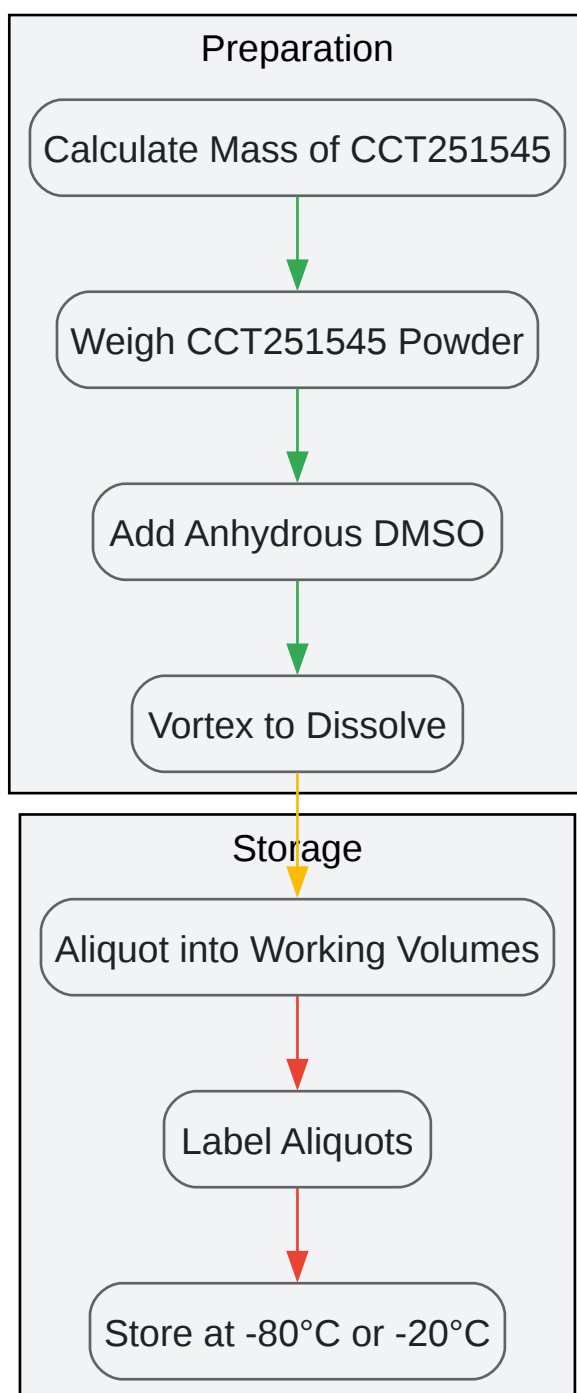 Preparation
Calculate Mass of CCT251545
Weigh CCT251545 Powder
Add Anhydrous DMSO
Vortex to Dissolve
Storage
Aliquot into Working Volumes
Label Aliquots
Store at -80°C or -20°C